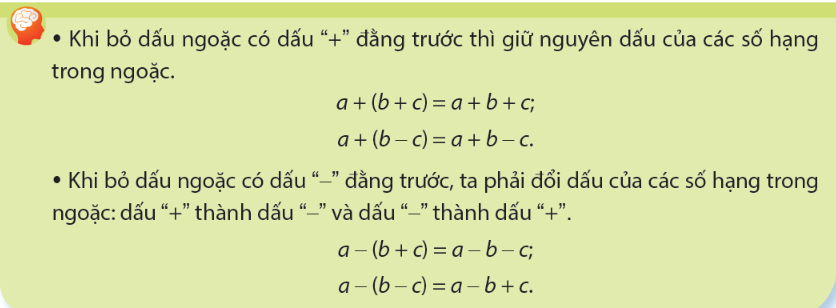 • Khi bỏ dấu ngoặc có dấu “+” đằng trước thì giữ nguyên dấu của các số hạng
trong ngoặc.
a + (b + c) = a + b + c;
a + (b – c) = a + b – c.
• Khi bỏ dấu ngoặc có dấu “–” đằng trước, ta phải đổi dấu của các số hạng trong
ngoặc: dấu “+” thành dấu “–” và dấu “–” thành dấu “+”.
a – (b + c) = a – b – c;
a – (b – c) = a – b + c.